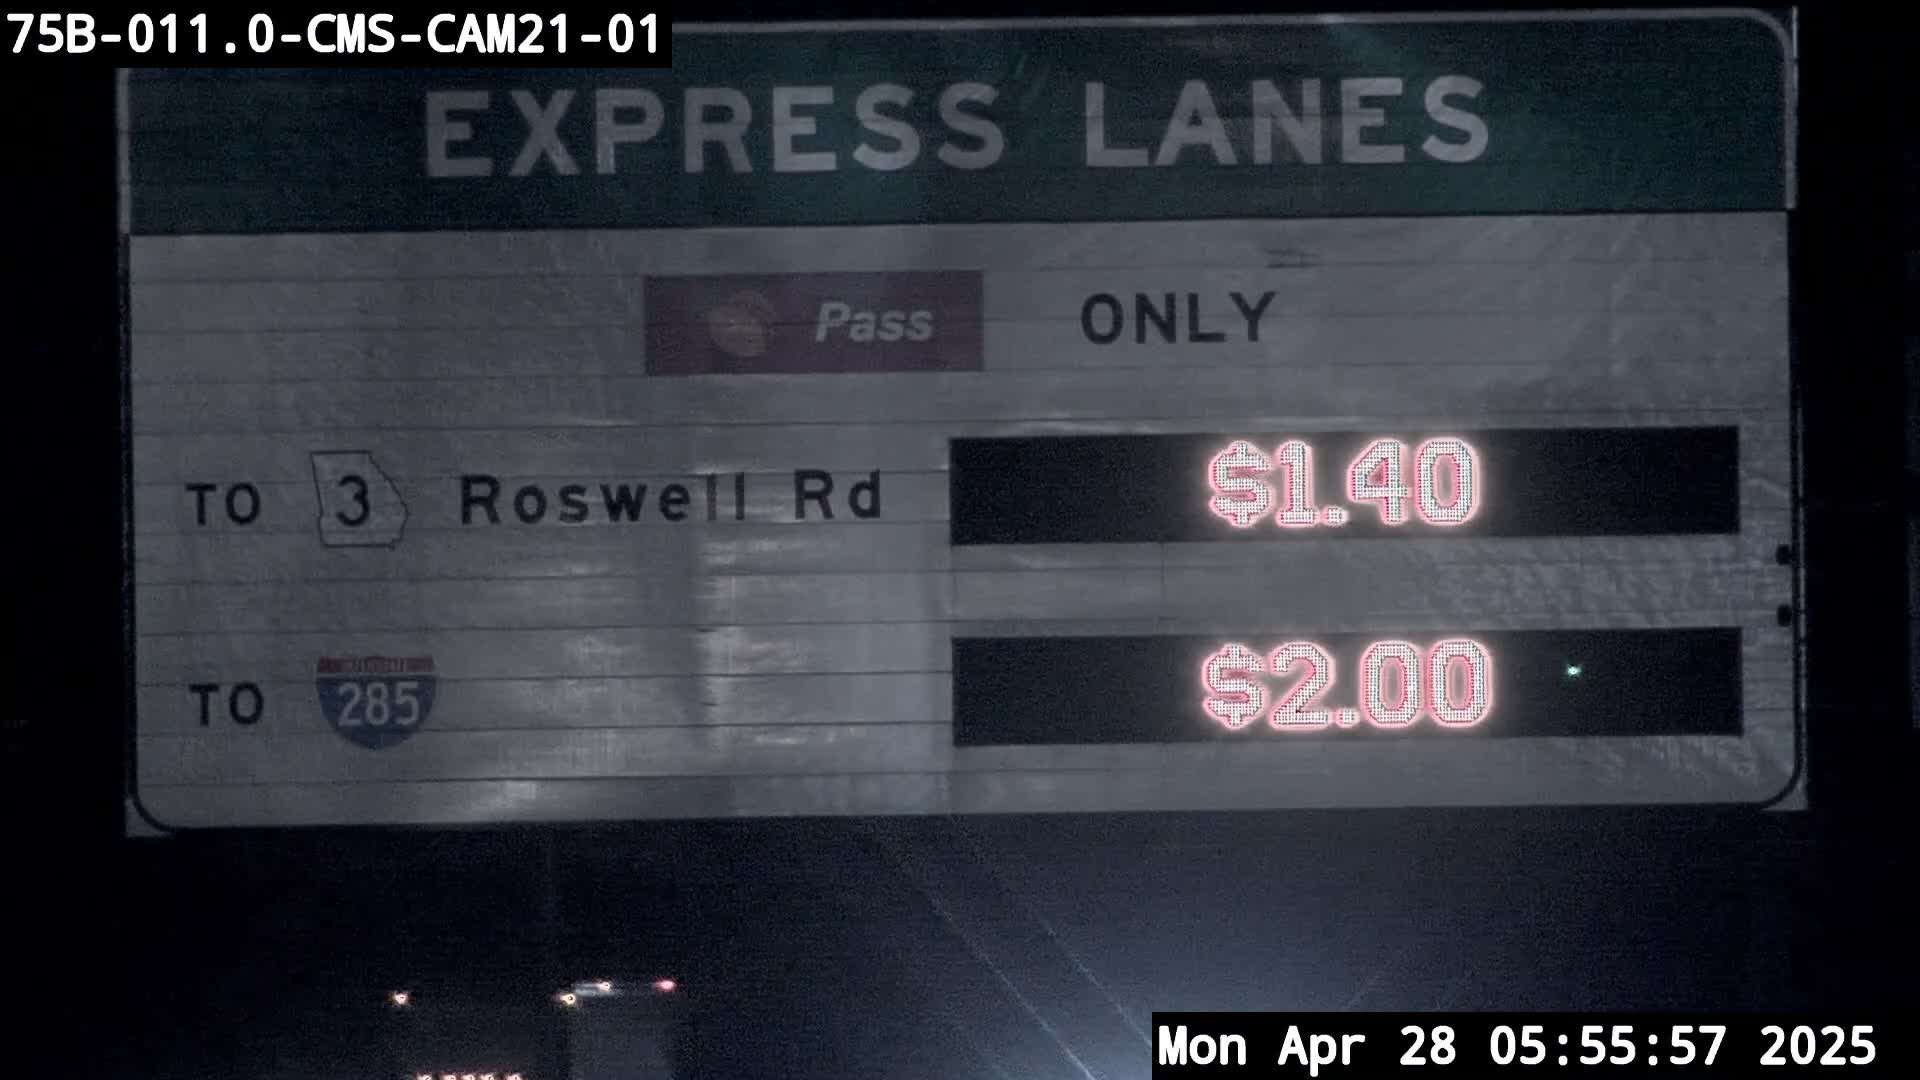 75B-011.0-CMS-CAM21-01
EXPRESS LANES
Pass ONLY
TO 3 Roswell Rd $1.40
TO 285 $2.00
Mon Apr 28 05:55:57 2025